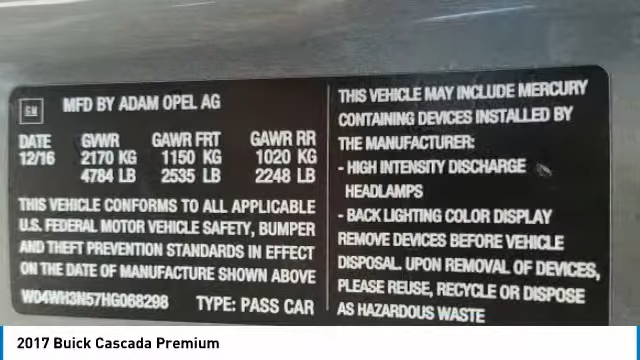 GM
MFD BY ADAM OPEL AG
DATE GVWR GAWR FRT GAWR RR
12/16 2170 KG 1150 KG 1020 KG
4784 LB 2535 LB 2248 LB
THIS VEHICLE CONFORMS TO ALL APPLICABLE
U.S. FEDERAL MOTOR VEHICLE SAFETY, BUMPER
AND THEFT PREVENTION STANDARDS IN EFFECT
ON THE DATE OF MANUFACTURE SHOWN ABOVE
W04WH3N57HG068298 TYPE: PASS CAR
THIS VEHICLE MAY INCLUDE MERCURY
CONTAINING DEVICES INSTALLED BY
THE MANUFACTURER:
- HIGH INTENSITY DISCHARGE
HEADLAMPS
- BACK LIGHTING COLOR DISPLAY
REMOVE DEVICES BEFORE VEHICLE
DISPOSAL. UPON REMOVAL OF DEVICES,
PLEASE REUSE, RECYCLE OR DISPOSE
AS HAZARDOUS WASTE
2017 Buick Cascada Premium